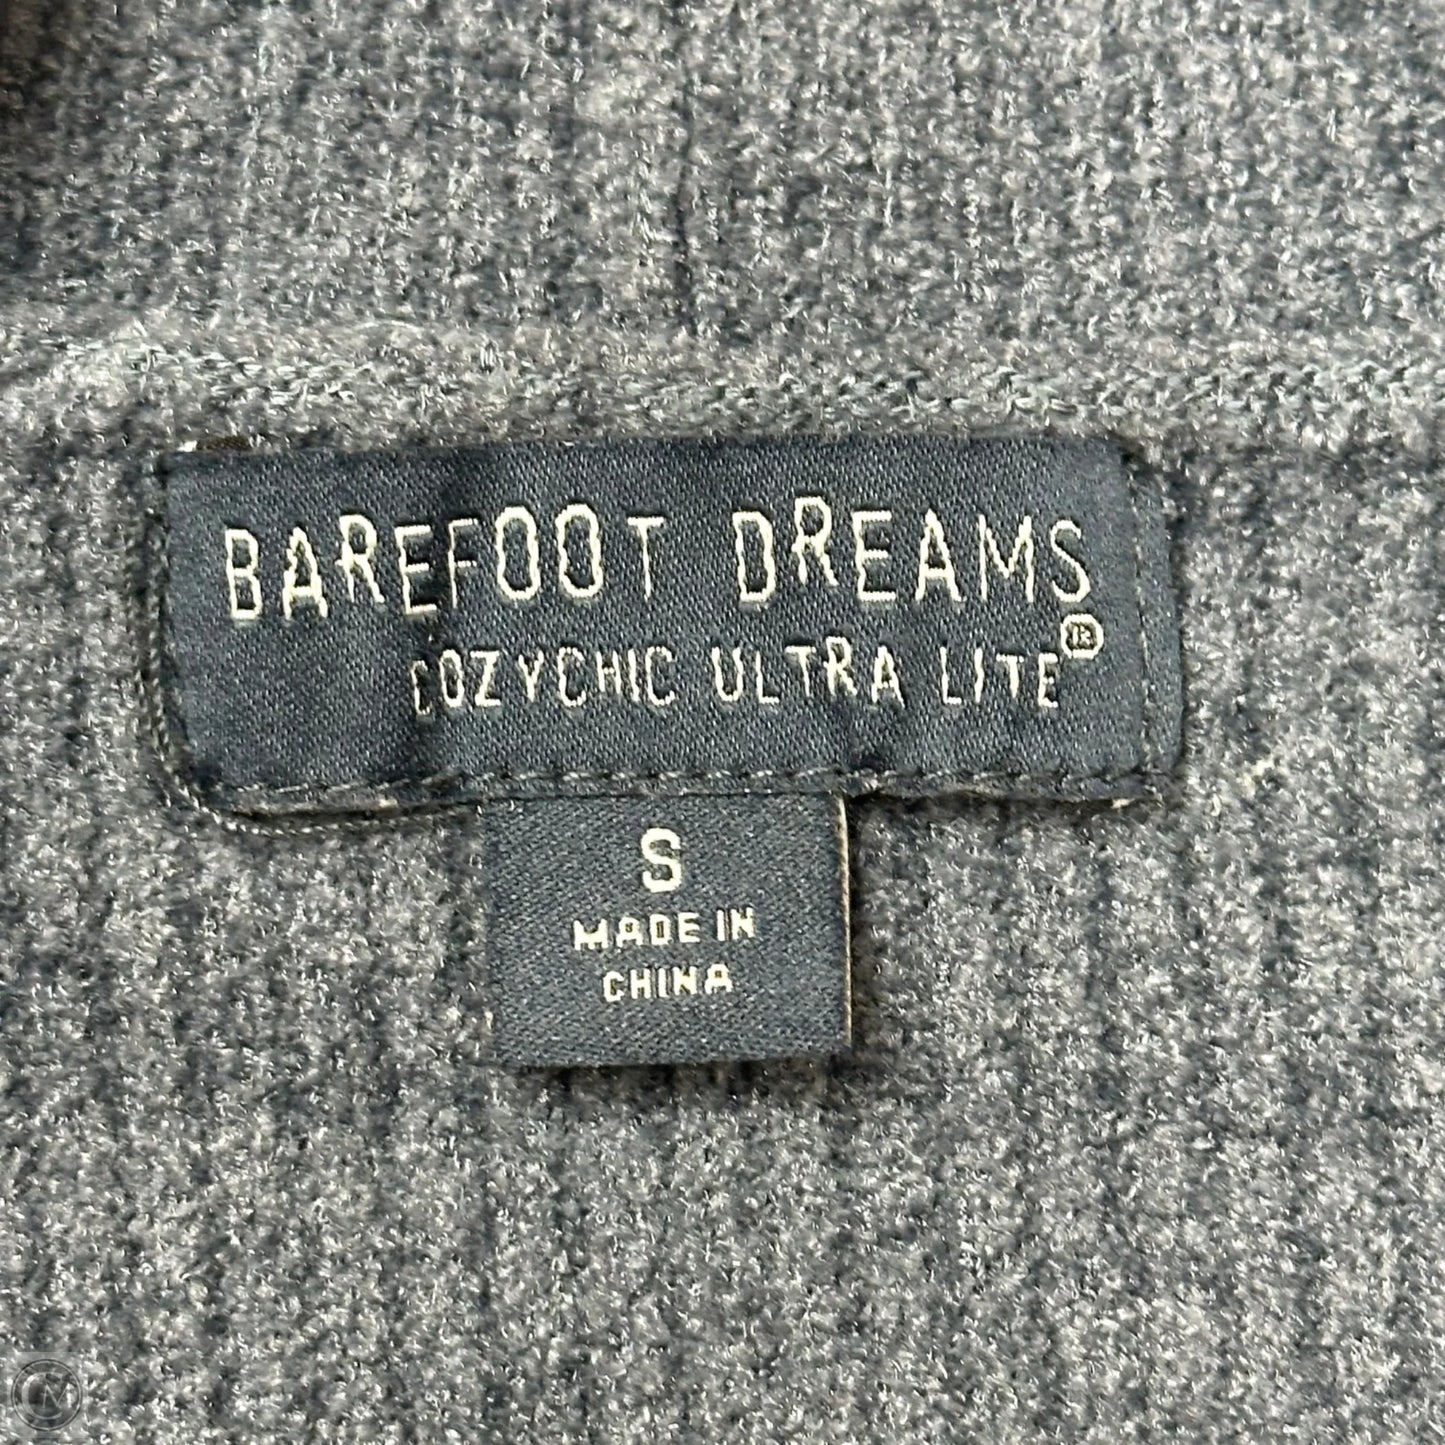 BAREFOOT DREAMS
COZYCHIC ULTRA LITE®
S
MADE IN
CHINA